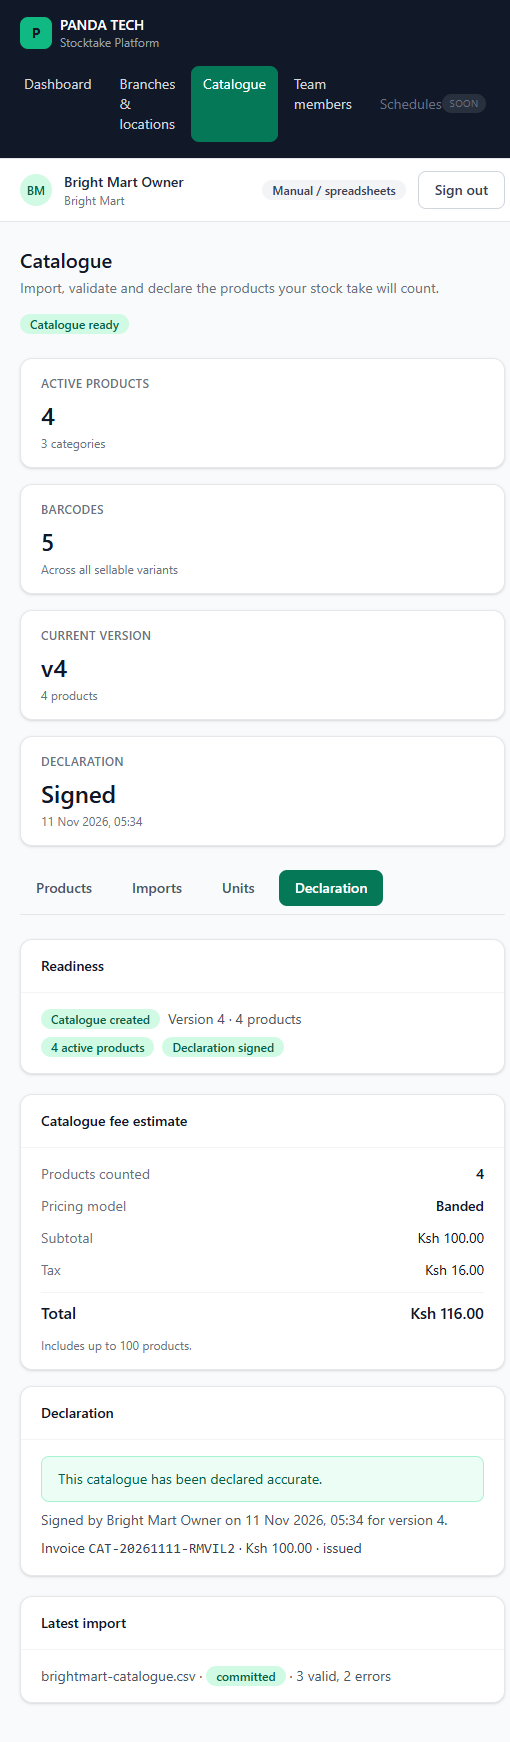 P
PANDA TECH
Stocktake Platform
Dashboard
Branches
&
locations
Catalogue
Team
members
Schedules SOON
BM
Bright Mart Owner
Bright Mart
Manual / spreadsheets
Sign out
Catalogue
Import, validate and declare the products your stock take will count.
Catalogue ready
ACTIVE PRODUCTS
4
3 categories
BARCODES
5
Across all sellable variants
CURRENT VERSION
v4
4 products
DECLARATION
Signed
11 Nov 2026, 05:34
Products Imports Units Declaration
Readiness
Catalogue created Version 4 · 4 products
4 active products Declaration signed
Catalogue fee estimate
Products counted 4
Pricing model Banded
Subtotal Ksh 100.00
Tax Ksh 16.00
Total Ksh 116.00
Includes up to 100 products.
Declaration
This catalogue has been declared accurate.
Signed by Bright Mart Owner on 11 Nov 2026, 05:34 for version 4.
Invoice CAT-20261111-RMVIL2 · Ksh 100.00 · issued
Latest import
brightmart-catalogue.csv · committed · 3 valid, 2 errors